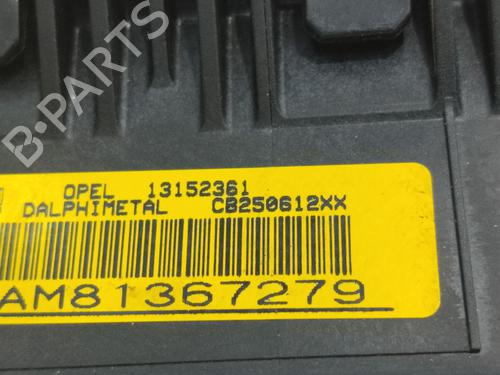 B-PARTS
OPEL 13152361
DALPHIMETAL CB250612XX
AM81367279